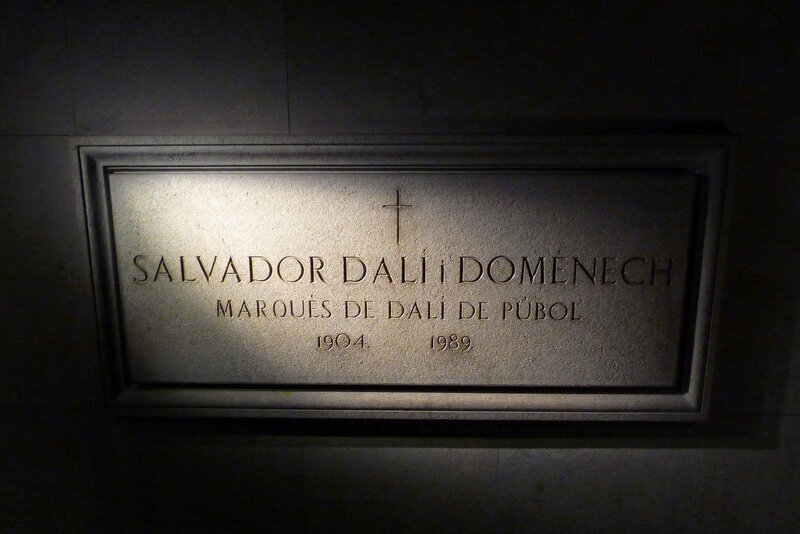 SALVADOR DALÍ i DOMÈNECH
MARQUÈS DE DALÍ DE PÚBOL
1904. 1989.